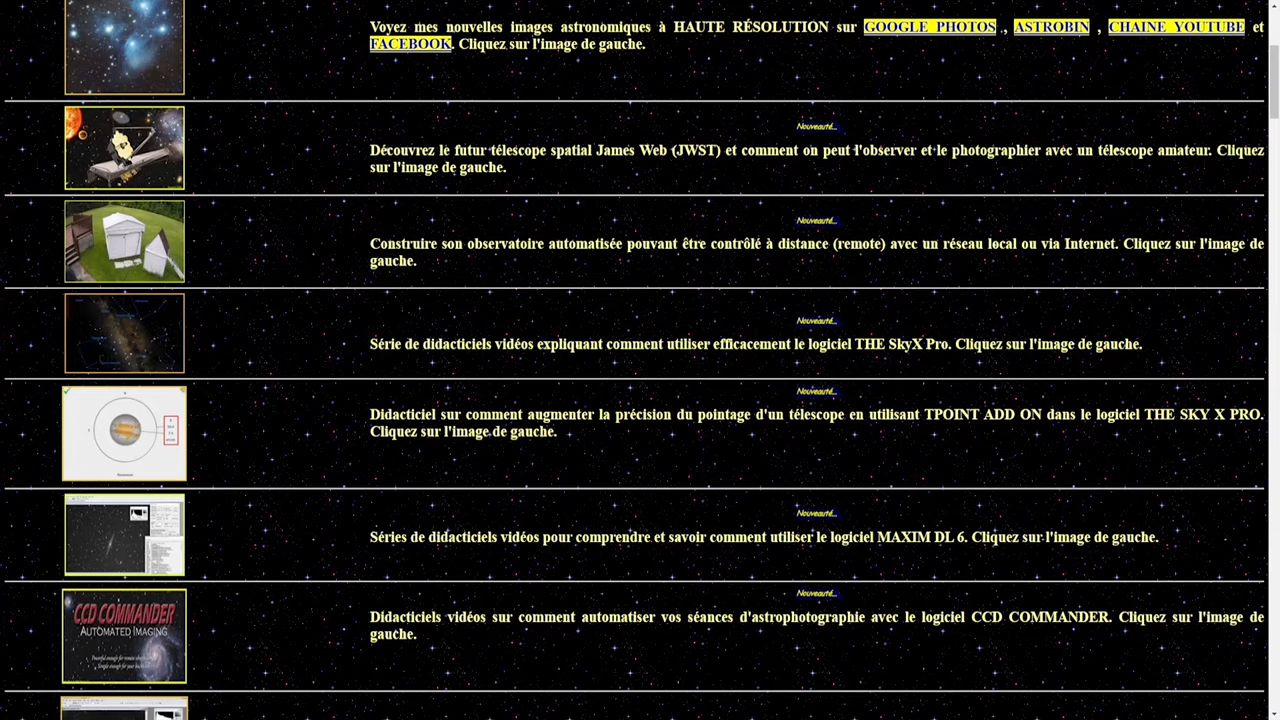 Voyez mes nouvelles images astronomiques à HAUTE RÉSOLUTION sur GOOGLE PHOTOS , ASTROBIN , CHAINE YOUTUBE et
FACEBOOK. Cliquez sur l'image de gauche.
Nouveauté...
Découvrez le futur télescope spatial James Web (JWST) et comment on peut l'observer et le photographier avec un télescope amateur. Cliquez
sur l'image de gauche.
Nouveauté...
Construire son observatoire automatisée pouvant être contrôlé à distance (remote) avec un réseau local ou via Internet. Cliquez sur l'image de
gauche.
Nouveauté...
Série de didacticiels vidéos expliquant comment utiliser efficacement le logiciel THE SkyX Pro. Cliquez sur l'image de gauche.
Nouveauté...
Didacticiel sur comment augmenter la précision du pointage d'un télescope en utilisant TPOINT ADD ON dans le logiciel THE SKY X PRO.
Cliquez sur l'image de gauche.
Nouveauté...
Séries de didacticiels vidéos pour comprendre et savoir comment utiliser le logiciel MAXIM DL 6. Cliquez sur l'image de gauche.
CCD COMMANDER
AUTOMATED IMAGING
Nouveauté...
Didacticiels vidéos sur comment automatiser vos séances d'astrophotographie avec le logiciel CCD COMMANDER. Cliquez sur l'image de
gauche.